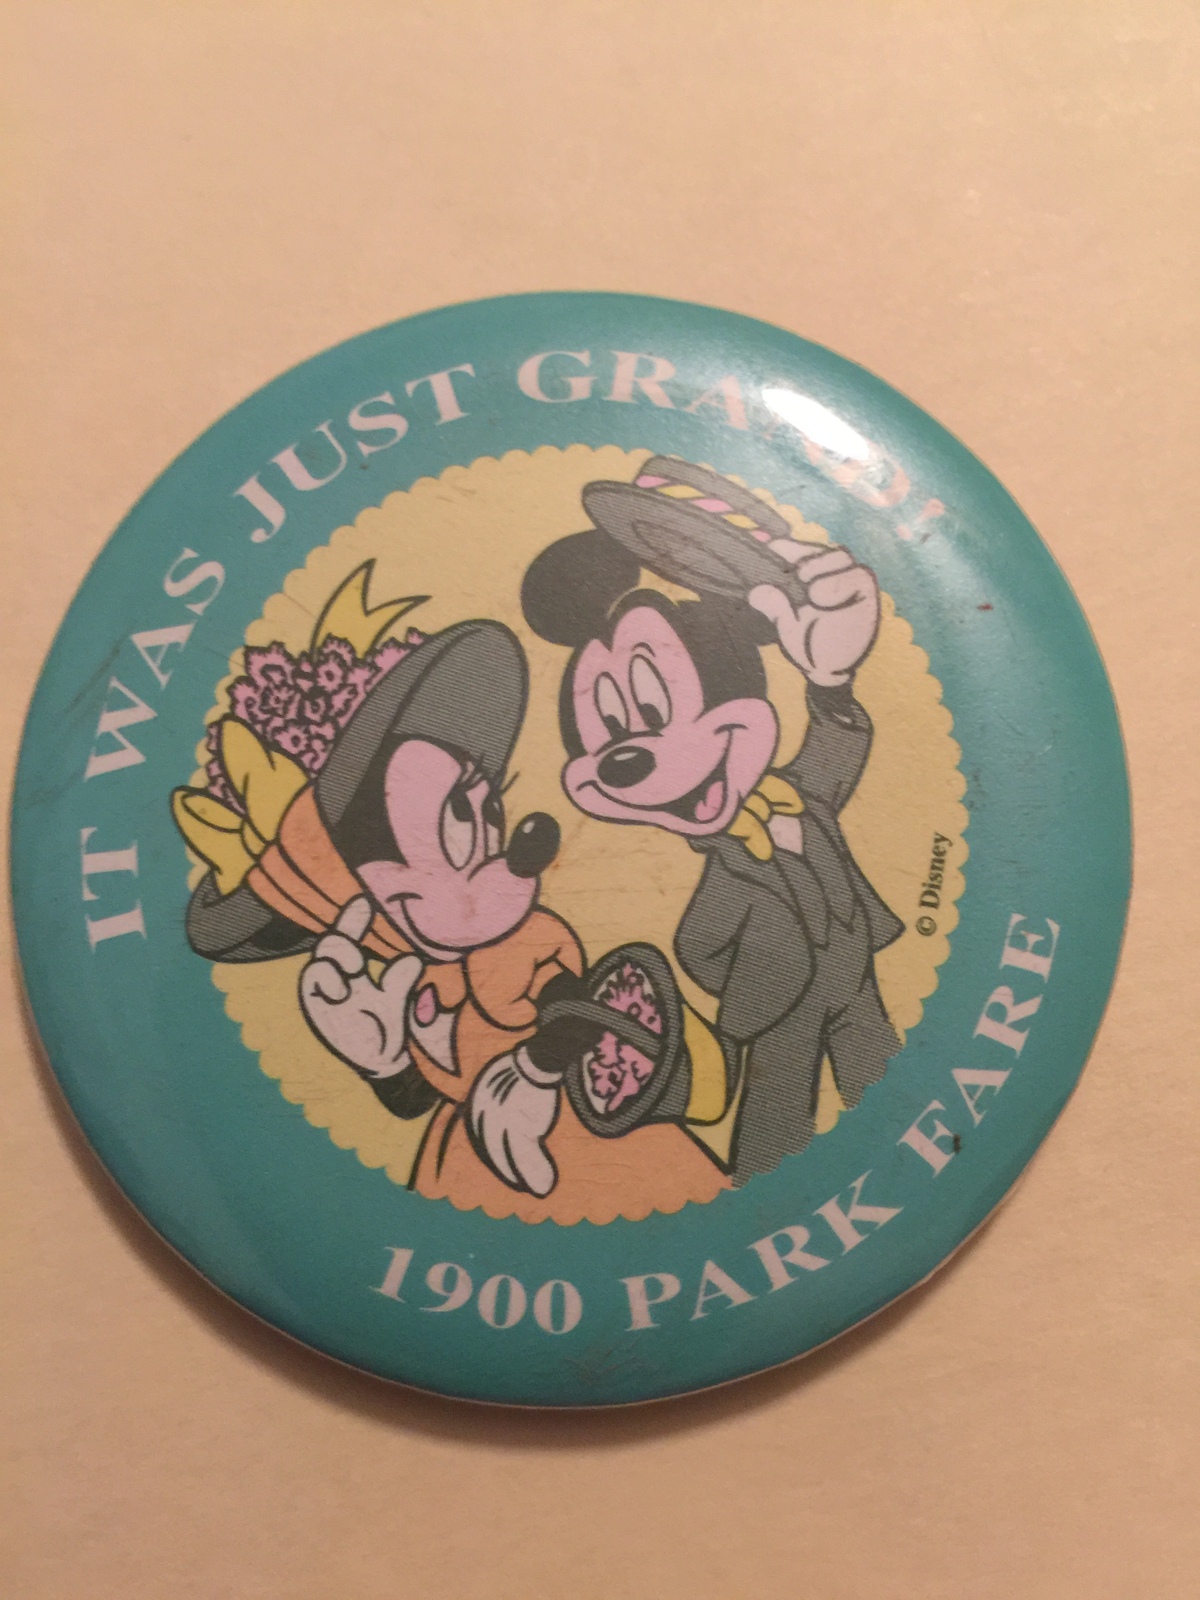 IT WAS JUST GRAND!
© Disney
1900 PARK FARE